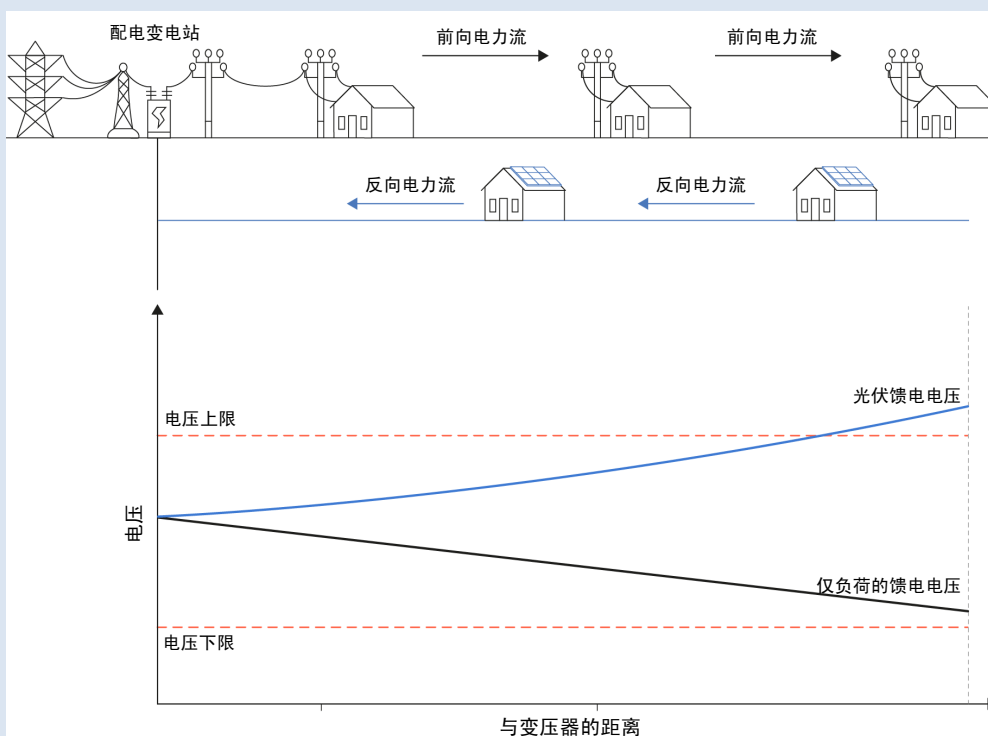 配电变电站
前向电力流
前向电力流
反向电力流
反向电力流
光伏馈电电压
电压上限
电压
仅负荷的馈电电压
电压下限
与变压器的距离